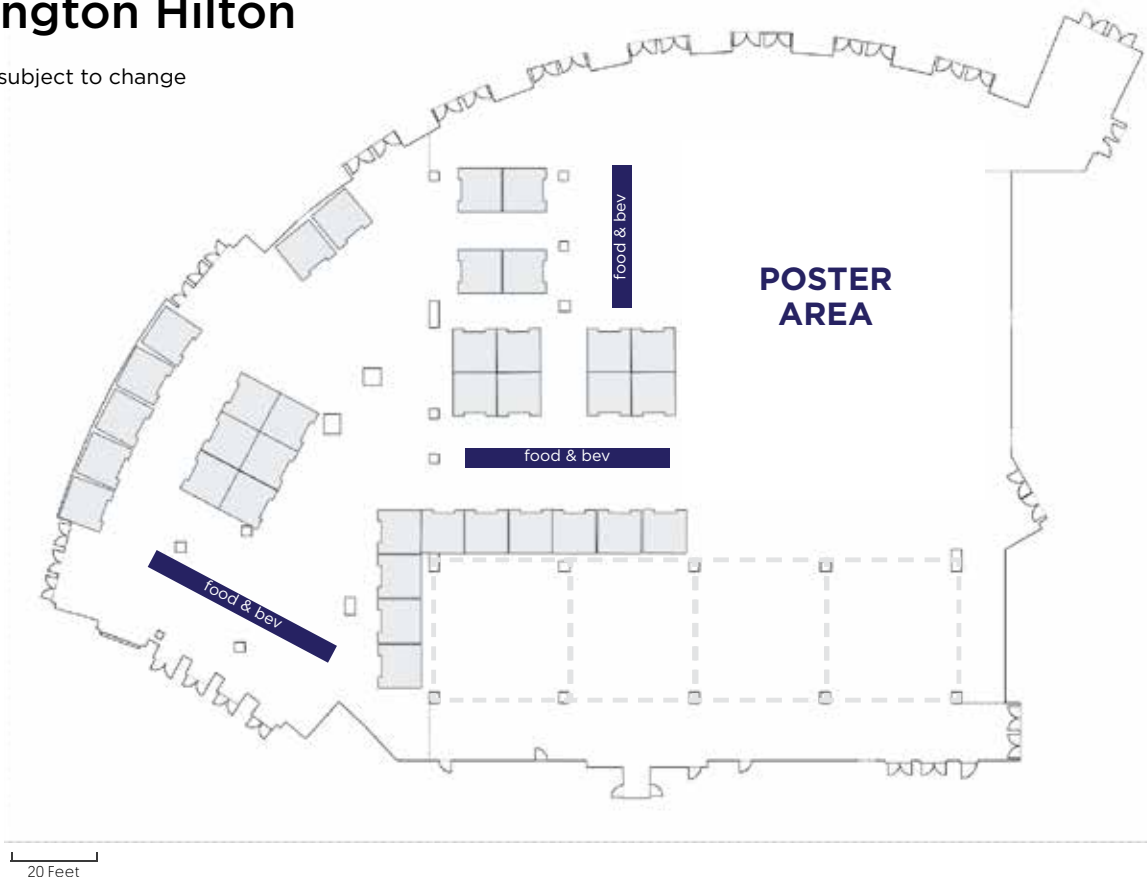 ngton Hilton
subject to change
food & bev
POSTER
AREA
food & bev
food & bev
20 Feet